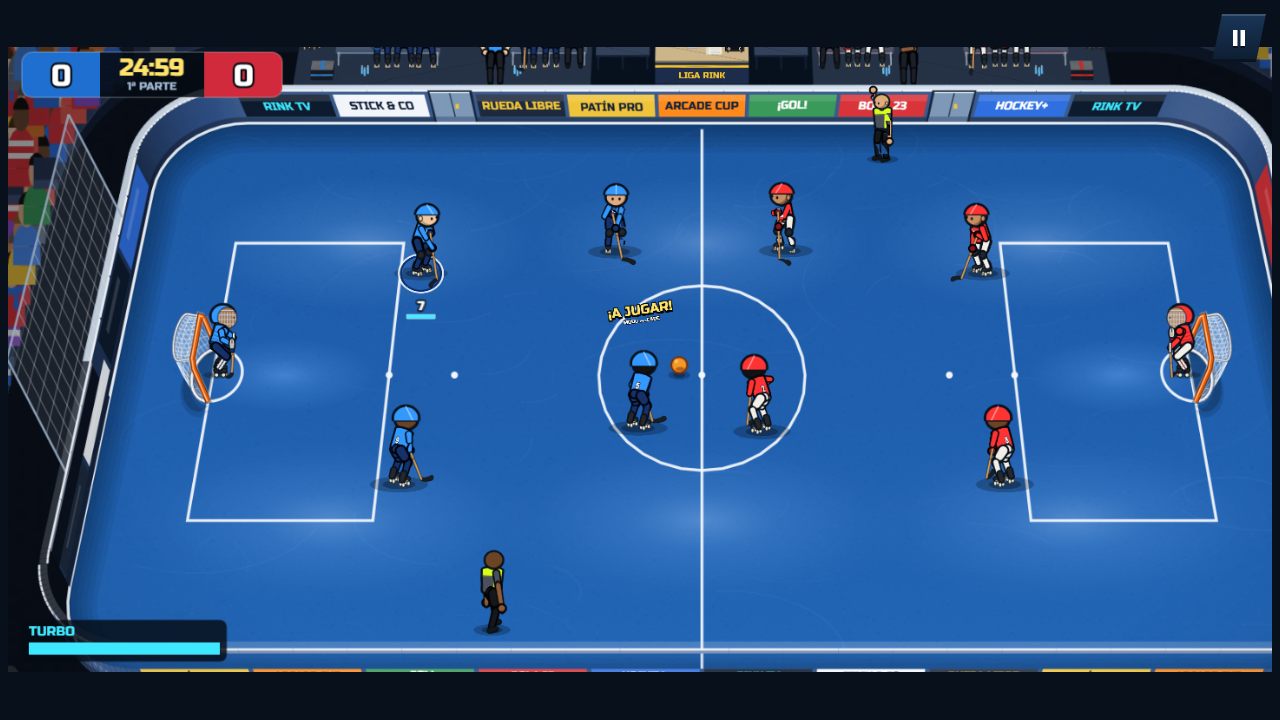 0
24:59
1ª PARTE
0
LIGA RINK
RINK TV
STICK & CO
RUEDA LIBRE
PATÍN PRO
ARCADE CUP
¡GOL!
23
HOCKEY+
RINK TV
¡A JUGAR!
7
TURBO